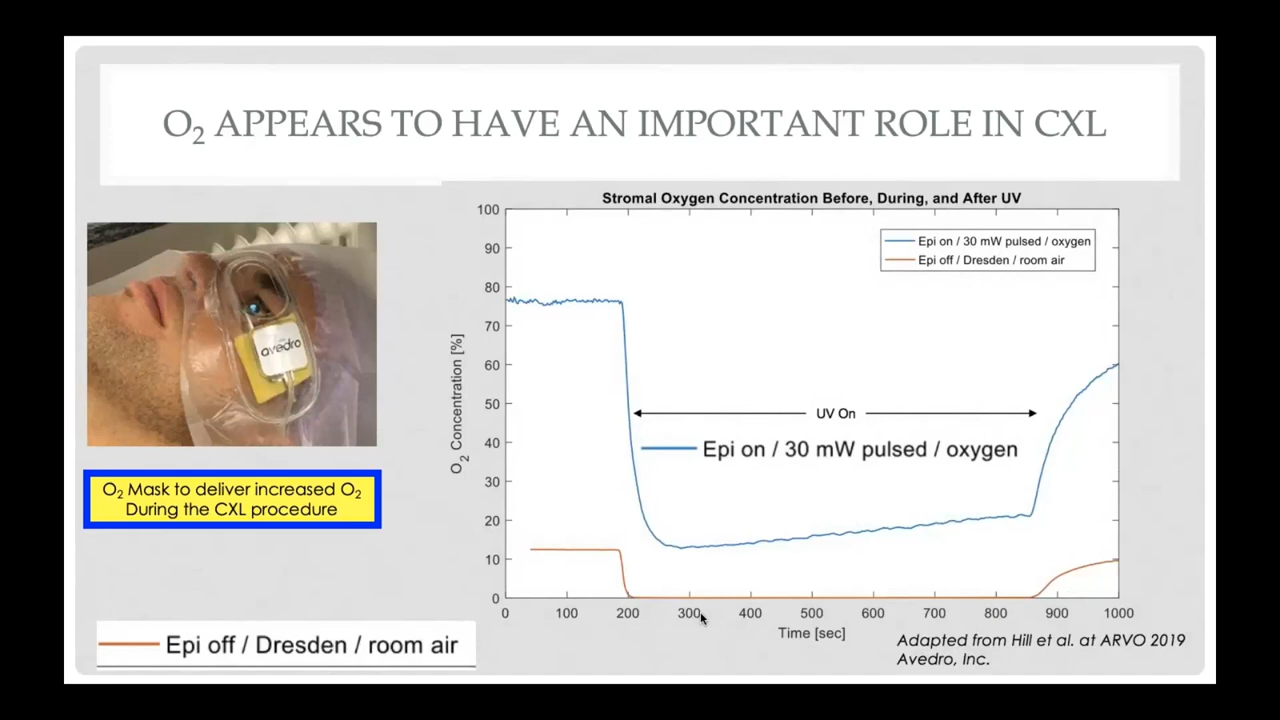 O2 APPEARS TO HAVE AN IMPORTANT ROLE IN CXL
avedro
O2 Mask to deliver increased O2
During the CXL procedure
Epi off / Dresden / room air
Stromal Oxygen Concentration Before, During, and After UV
Epi on / 30 mW pulsed / oxygen
Epi off / Dresden / room air
UV On
Epi on / 30 mW pulsed / oxygen
O2 Concentration [%]
100
90
80
70
60
50
40
30
20
10
0
0 100 200 300 400 500 600 700 800 900 1000
Time [sec]
Adapted from Hill et al. at ARVO 2019
Avedro, Inc.